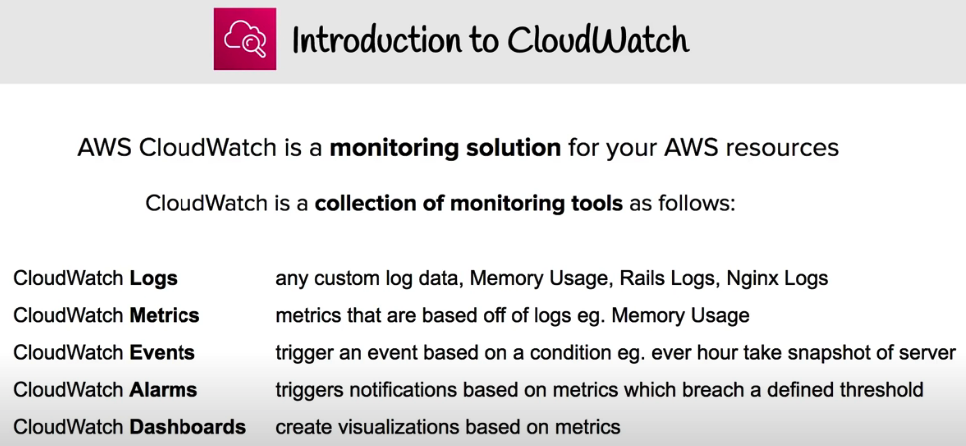 Introduction to CloudWatch
AWS CloudWatch is a monitoring solution for your AWS resources
CloudWatch is a collection of monitoring tools as follows:
CloudWatch Logs any custom log data, Memory Usage, Rails Logs, Nginx Logs
CloudWatch Metrics metrics that are based off of logs eg. Memory Usage
CloudWatch Events trigger an event based on a condition eg. ever hour take snapshot of server
CloudWatch Alarms triggers notifications based on metrics which breach a defined threshold
CloudWatch Dashboards create visualizations based on metrics